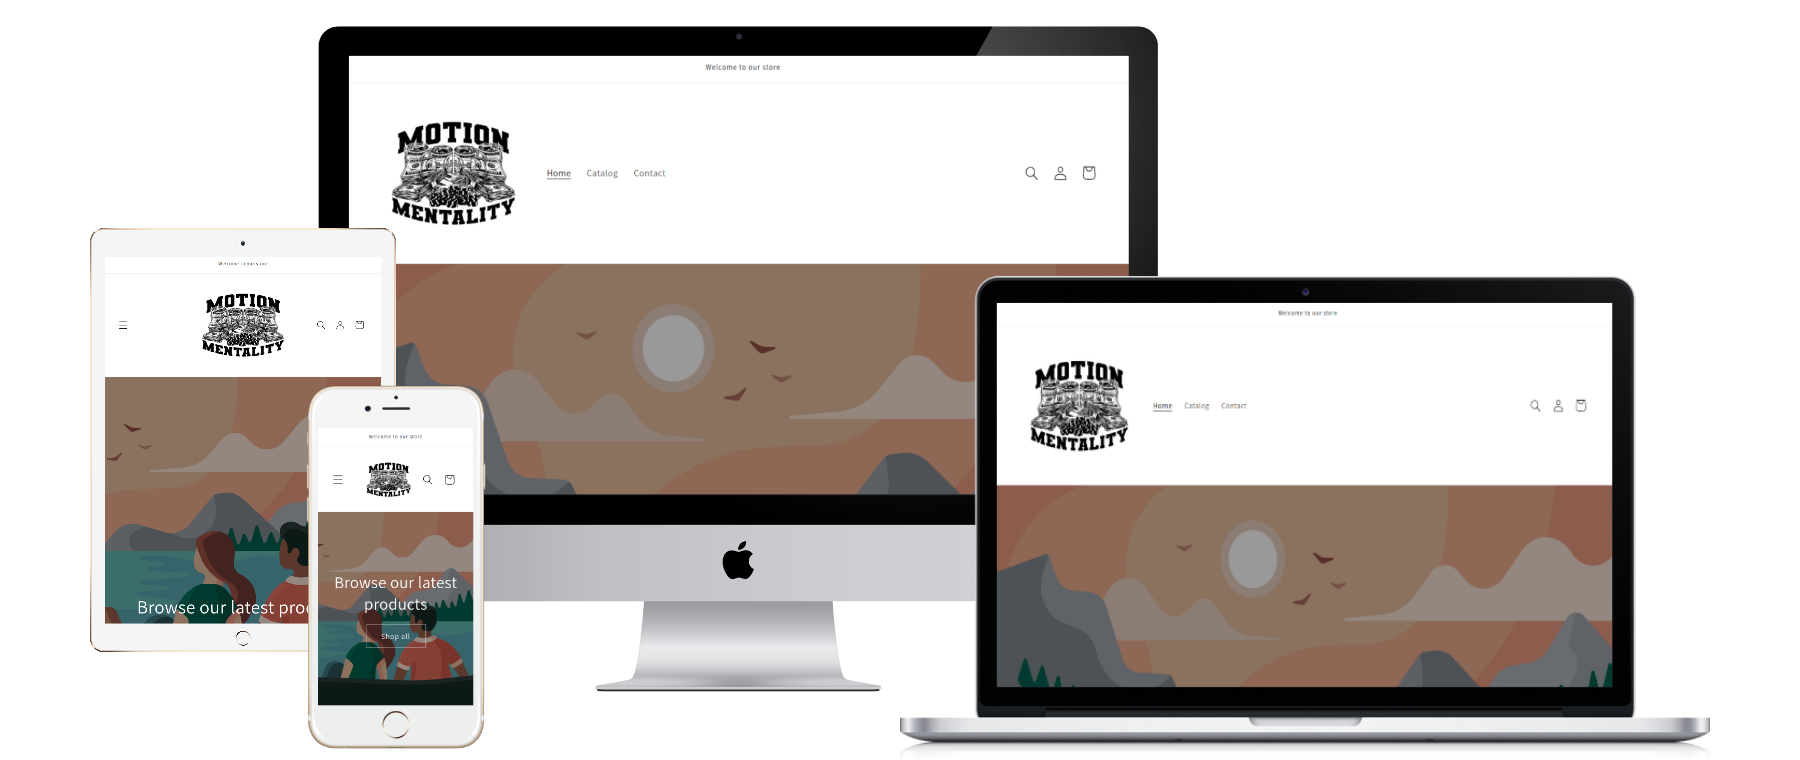 Welcome to our store
MOTION
MENTALITY
Home Catalog Contact
Welcome to our store
MOTION
MENTALITY
Browse our latest proc
Welcome to our store
MOTION
MENTALITY
Browse our latest
products
Shop all
Welcome to our store
MOTION
MENTALITY
Home Catalog Contact